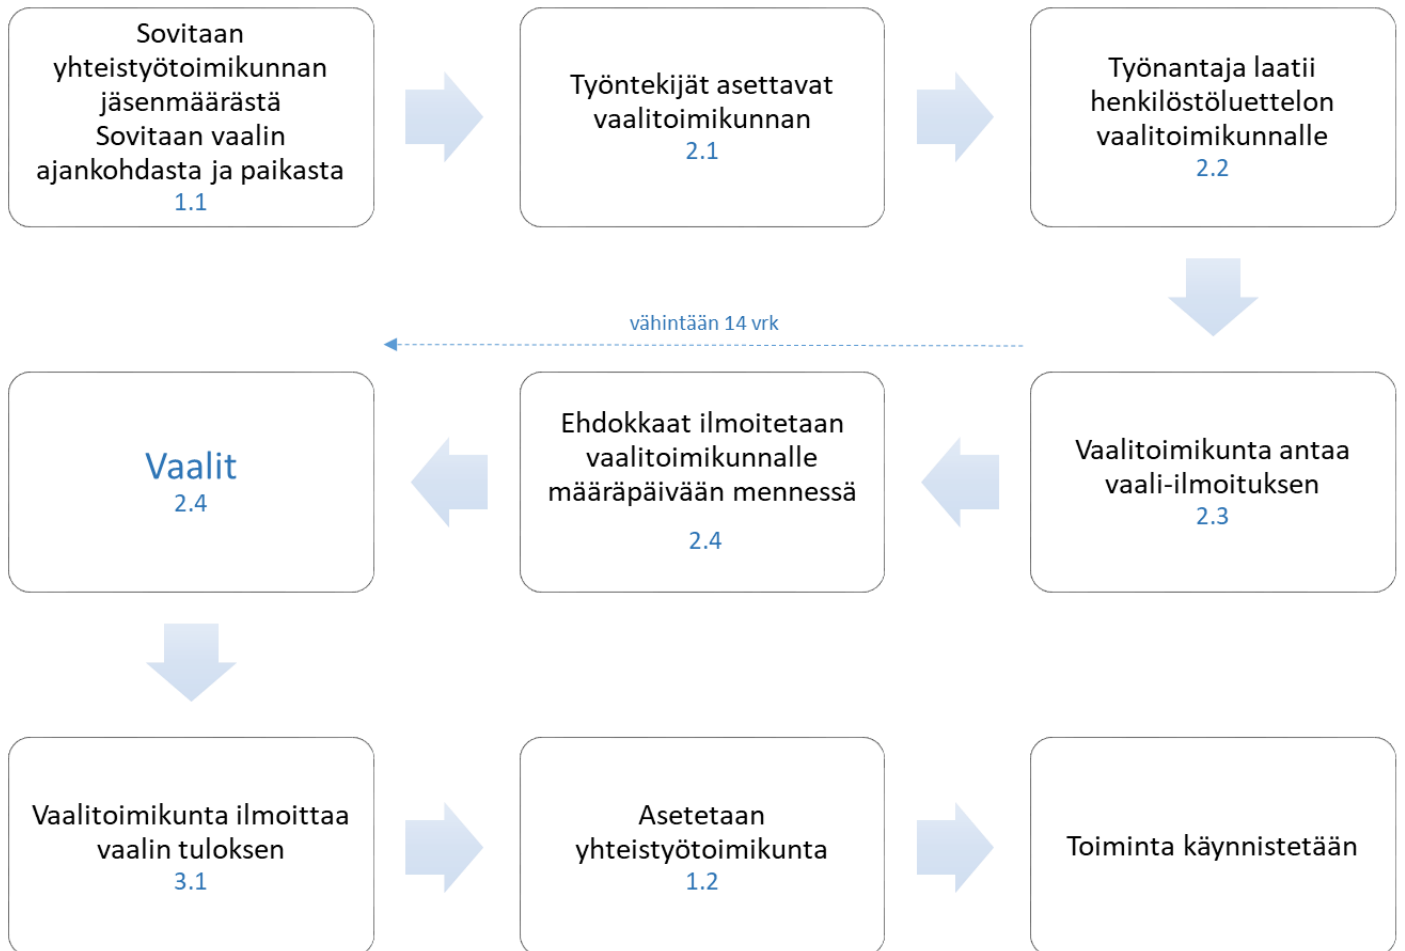 Sovitaan
yhteistyötoimikunnan
jäsenmäärästä
Sovitaan vaalin
ajankohdasta ja paikasta
1.1
Työntekijät asettavat
vaalitoimikunnan
2.1
Työnantaja laatii
henkilöstöluettelon
vaalitoimikunnalle
2.2
vähintään 14 vrk
Vaalitoimikunta antaa
vaali-ilmoituksen
2.3
Ehdokkaat ilmoitetaan
vaalitoimikunnalle
määräpäivään mennessä
2.4
Vaalit
2.4
Vaalitoimikunta ilmoittaa
vaalin tuloksen
3.1
Asetetaan
yhteistyötoimikunta
1.2
Toiminta käynnistetään